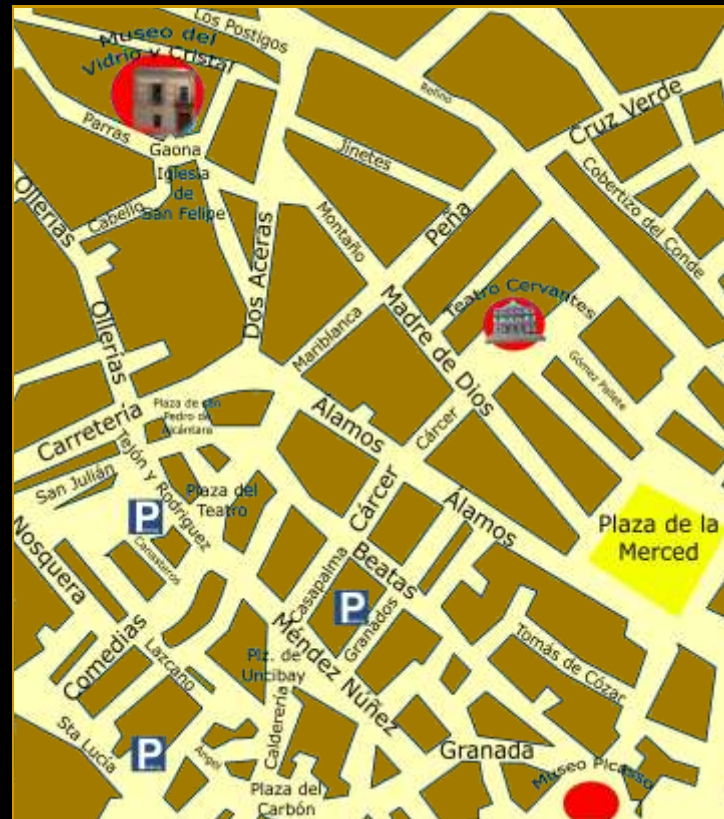 Los Postigos
Museo del
Vidrio y Cristal
Refino
Cruz Verde
Parras
Gaona
Jinetes
Iglesia
de
San Felipe
Cobertizo del Conde
Ollerías
Cabello
Montaño
Peña
Dos Aceras
Teatro Cervantes
Madre de Dios
Mariblanca
Ollerías
Gómez Pallete
Plaza de san
Pedro de
Alcántara
Carretería
Álamos
Cárcer
Tejón y Rodríguez
San Julián
Plaza del
Teatro
Cárcer
Álamos
P
Plaza de la
Merced
Nosquera
Canasteros
Casapalma
Beatas
P
Granados
Comedias
Lazcano
Méndez Núñez
Tomás de Cózar
Plz. de
Uncibay
Sta Lucía
P
Angel
Calderería
Granada
Museo Picasso
Plaza del
Carbón